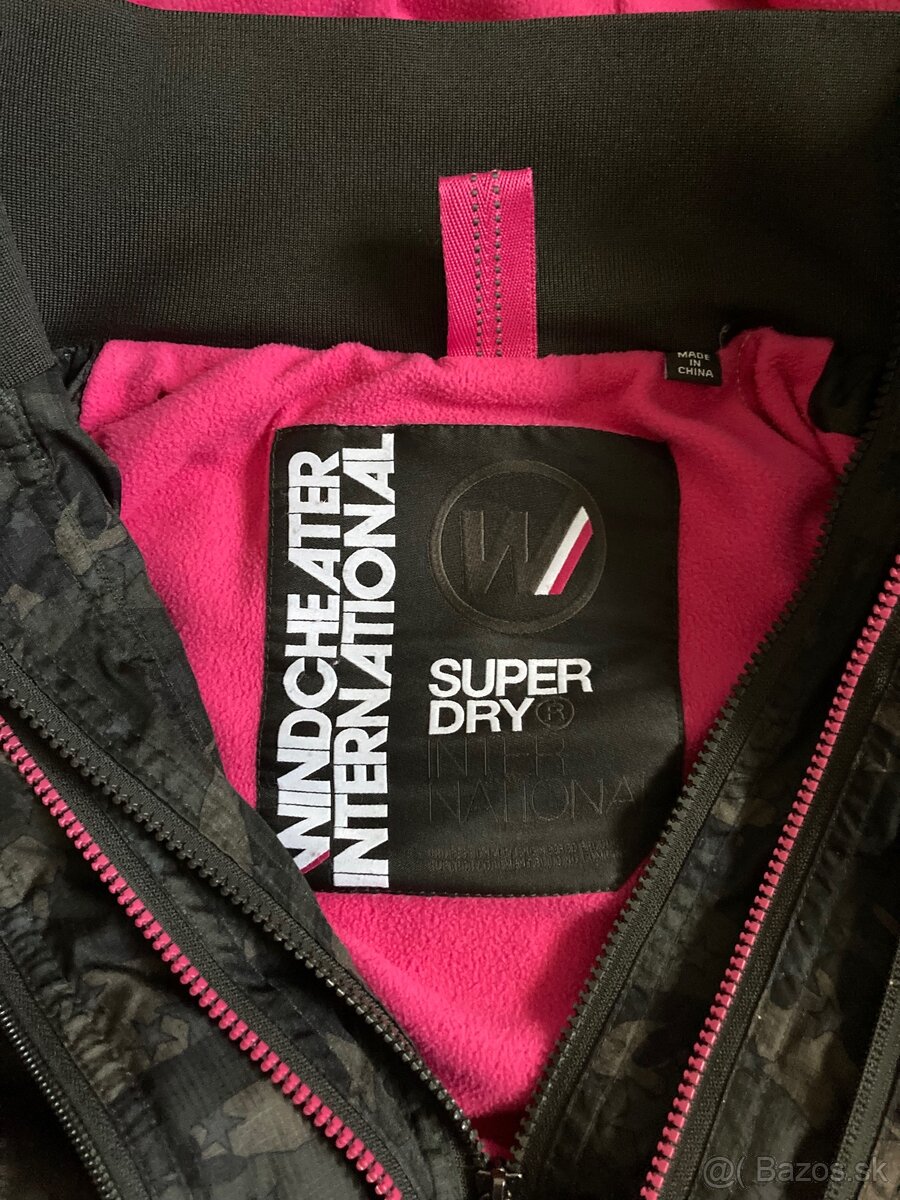 MADE
IN
CHINA
WINDCHEATER
INTERNATIONAL
W
SUPER
DRY®
INTER
NATIONAL
@( Bazos.sk